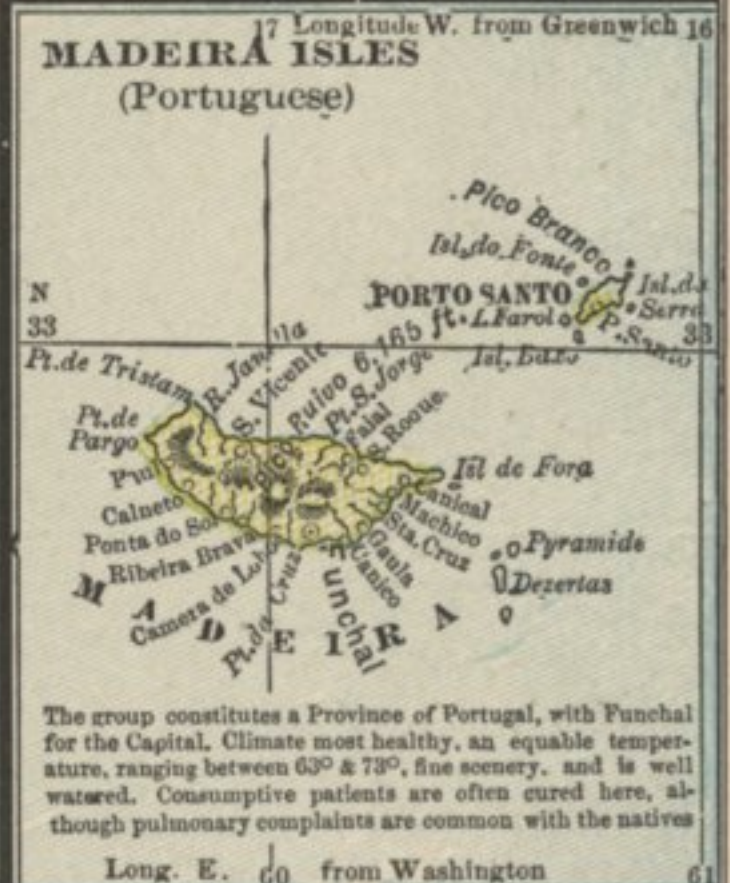 17 Longitude W. from Greenwich 16
MADEIRA ISLES
(Portuguese)
Pico Branco
Isl. do Fonte
N
PORTO SANTO
Isl. de
Serra
33
I. Farol
P. Santo
33
Pt. de Tristam
S. Vicente
Ruivo 6,165 ft.
Pt. S. Jorge
Faial
S. Roque
Pt. de
Pargo
Pico
Isl de Fora
Calneto
Canical
Ponta do Sol
Machico
Sta. Cruz
Ribeira Brava
Gaula
Pyramide
Camera de Lobo
Canico
Dezertas
Pt. da Cruz
Funchal
MADEIRA
The group constitutes a Province of Portugal, with Funchal
for the Capital. Climate most healthy, an equable temper-
ature, ranging between 63° & 73°, fine scenery, and is well
watered. Consumptive patients are often cured here, al-
though pulmonary complaints are common with the natives
Long. E. 60 from Washington 61